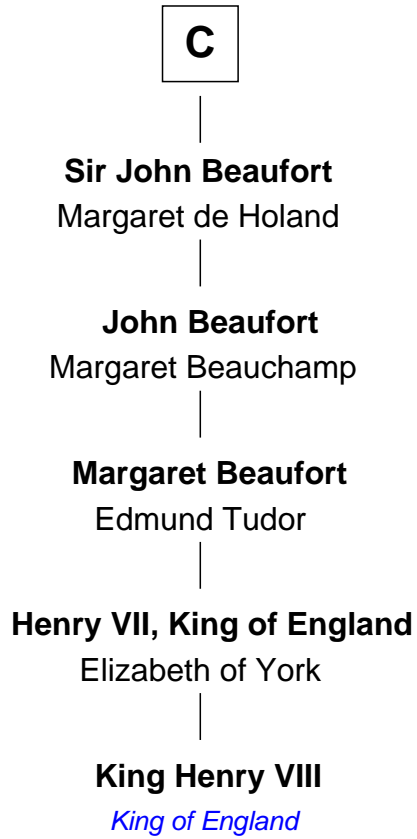 C
Sir John Beaufort
Margaret de Holand
John Beaufort
Margaret Beauchamp
Margaret Beaufort
Edmund Tudor
Henry VII, King of England
Elizabeth of York
King Henry VIII
King of England